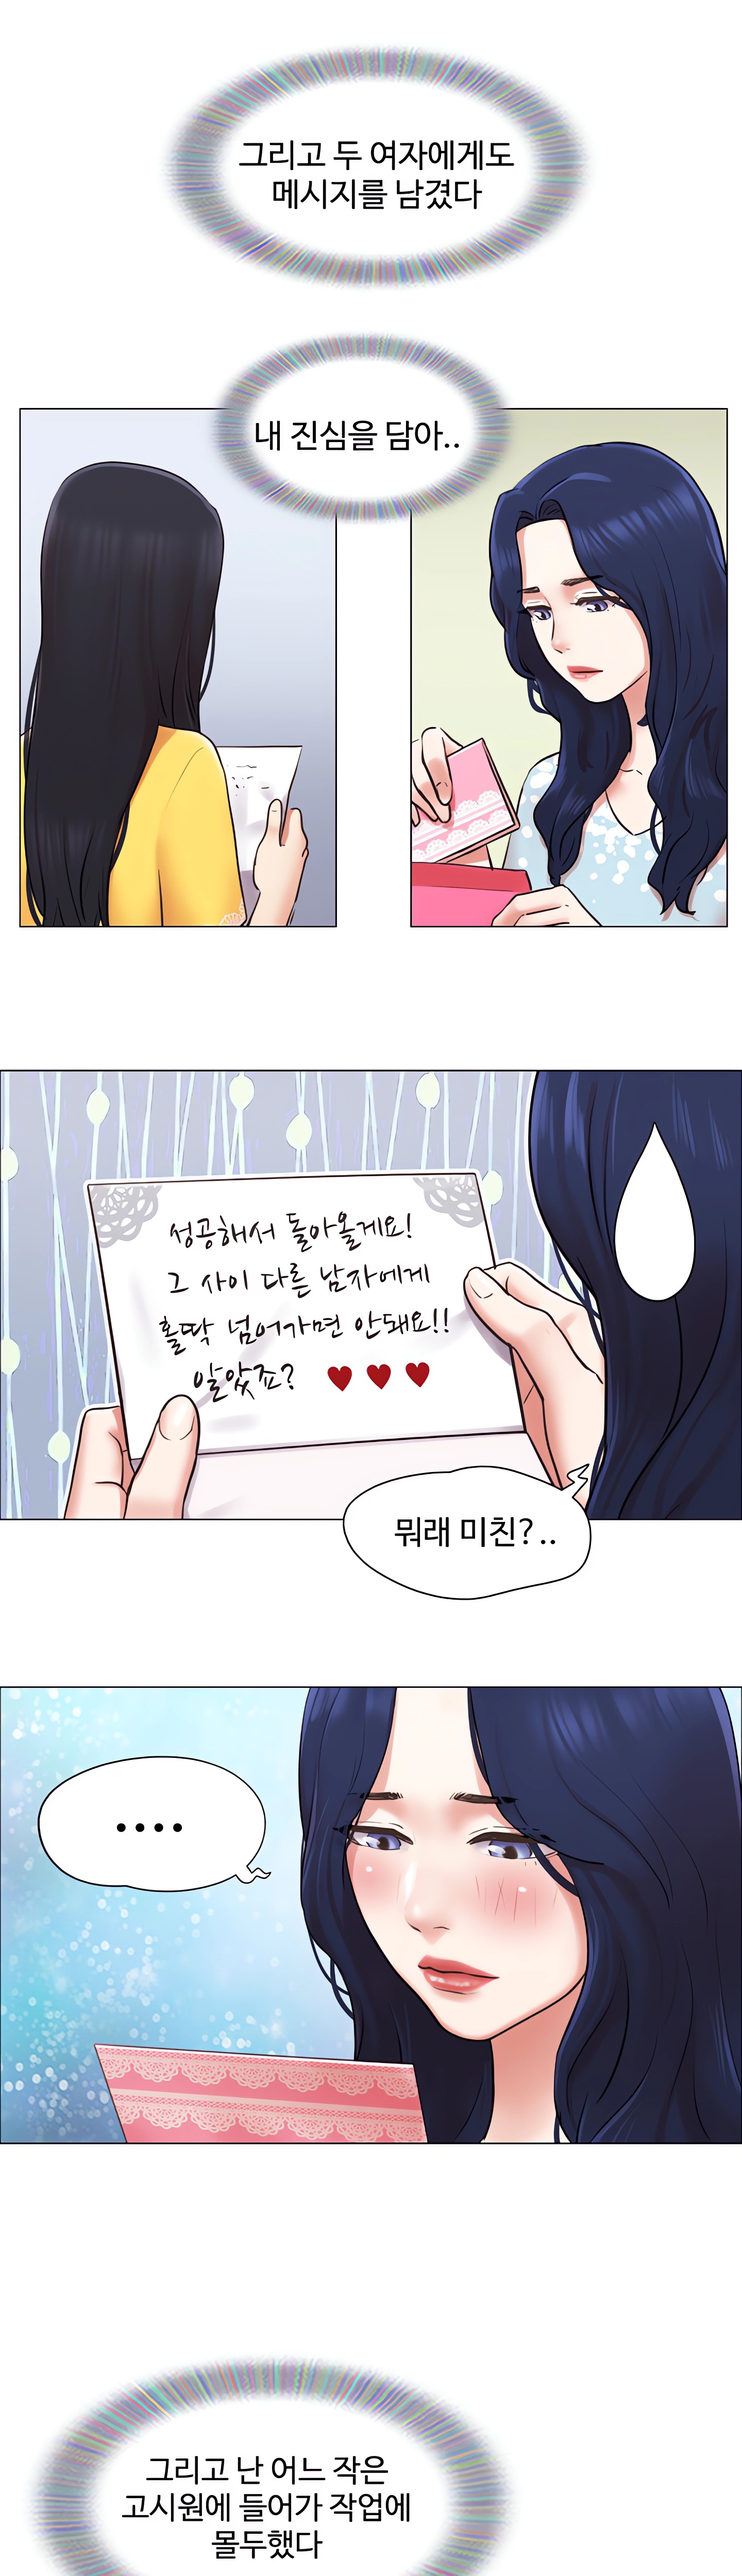 그리고 두 여자에게도
메시지를 남겼다
내 진심을 담아..
성공해서 돌아올게요!
그 사이 다른 남자에게
홀딱 넘어가면 안돼요!!
알았죠? ♥ ♥ ♥
뭐래 미친?..
....
그리고 난 어느 작은
고시원에 들어가 작업에
몰두했다